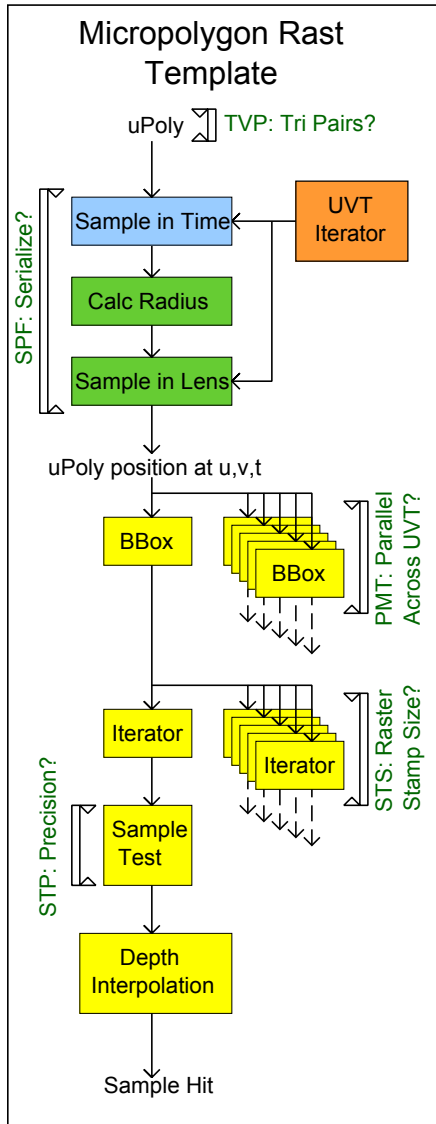 Micropolygon Rast
Template
uPoly
TVP: Tri Pairs?
Sample in Time
UVT
Iterator
SPF: Serialize?
Calc Radius
Sample in Lens
uPoly position at u,v,t
BBox
BBox
PMT: Parallel
Across UVT?
Iterator
Iterator
STS: Raster
Stamp Size?
STP: Precision?
Sample
Test
Depth
Interpolation
Sample Hit